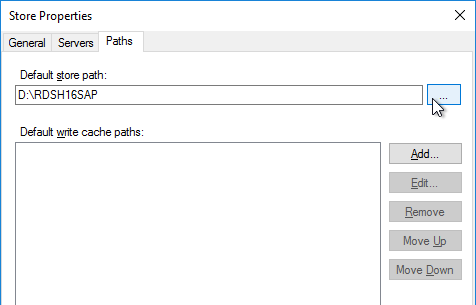 Store Properties
General Servers Paths
Default store path:
D:\RDSH16SAP
...
Default write cache paths:
Add...
Edit...
Remove
Move Up
Move Down